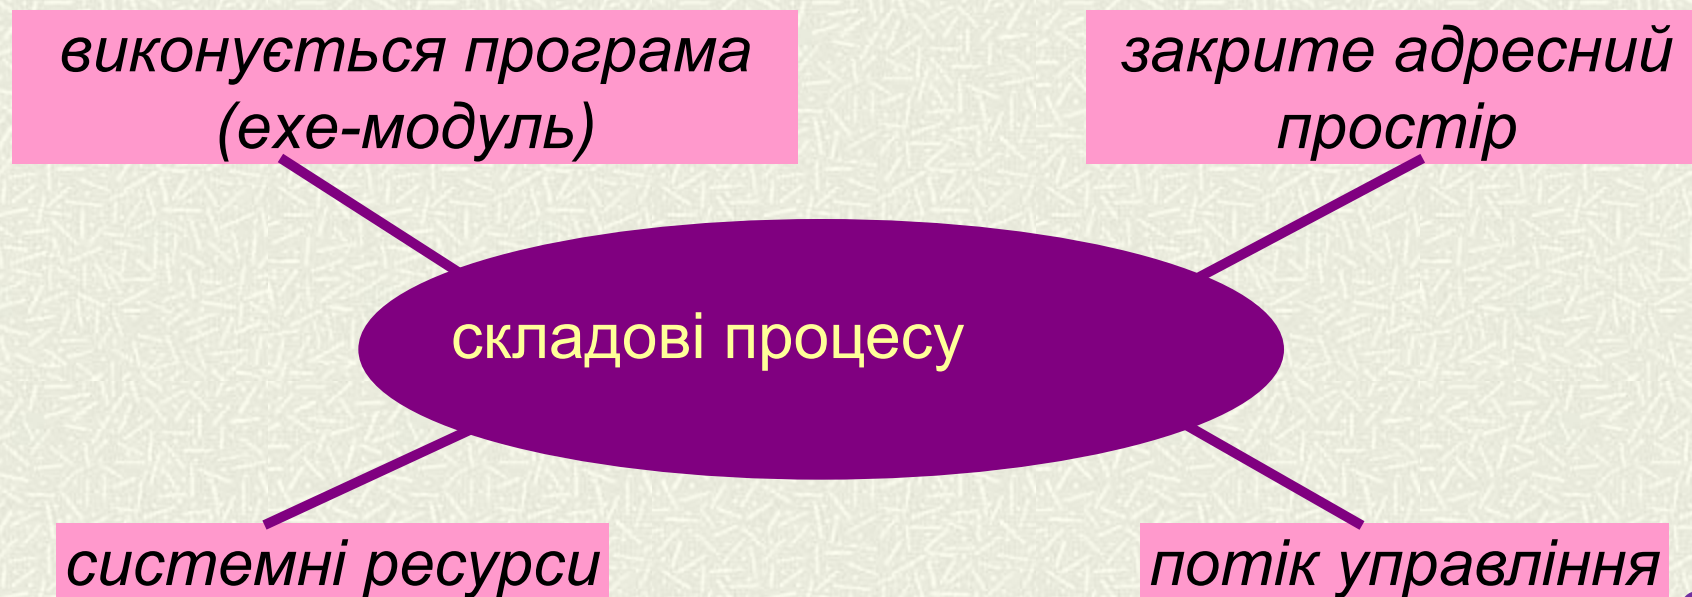 виконується програма
(exe-модуль)
закрите адресний
простір
складові процесу
системні ресурси
потік управління